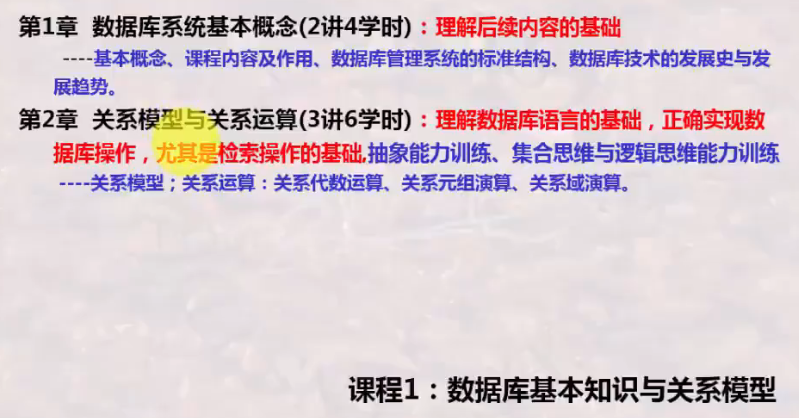 第1章 数据库系统基本概念(2讲4学时)：理解后续内容的基础
----基本概念、课程内容及作用、数据库管理系统的标准结构、数据库技术的发展史与发
展趋势。
第2章 关系模型与关系运算(3讲6学时)：理解数据库语言的基础，正确实现数
据库操作，尤其是检索操作的基础,抽象能力训练、集合思维与逻辑思维能力训练
----关系模型；关系运算：关系代数运算、关系元组演算、关系域演算。
课程1：数据库基本知识与关系模型